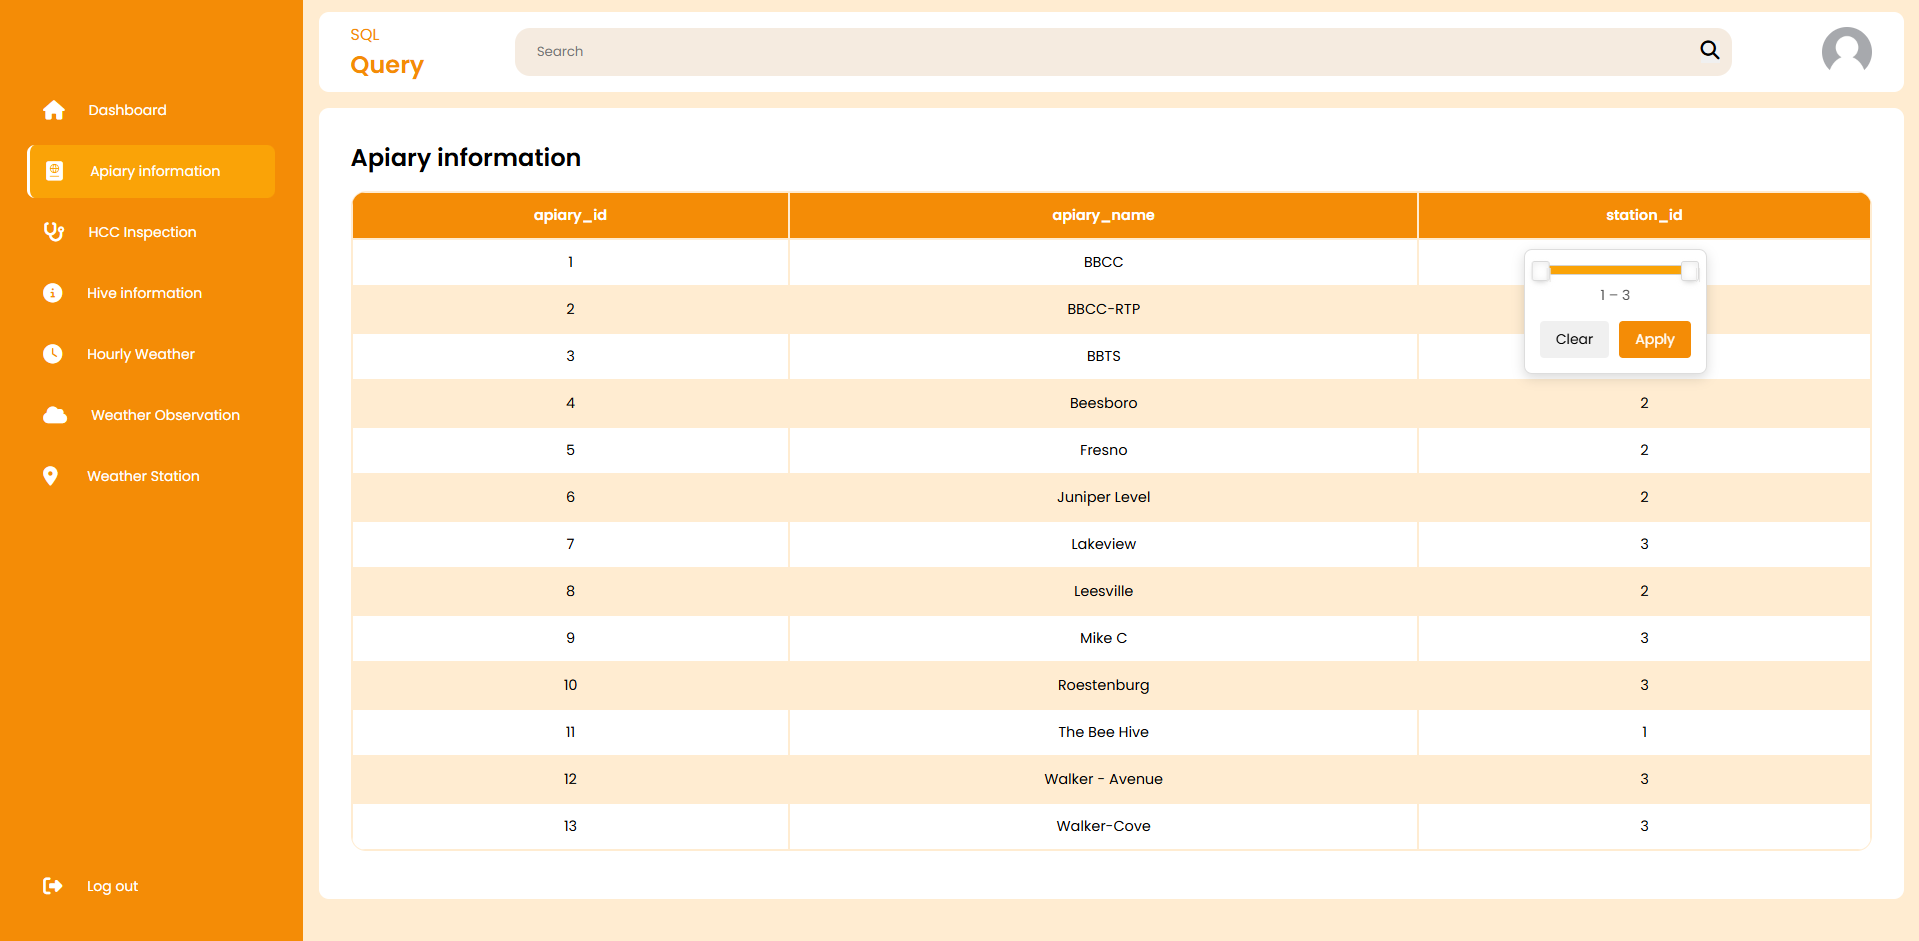 SQL
Query
Search
Dashboard
Apiary information
HCC Inspection
Hive information
Hourly Weather
Weather Observation
Weather Station
Log out
Apiary information
apiary_id apiary_name station_id
1 BBCC
2 BBCC-RTP
3 BBTS
1 – 3
Clear Apply
4 Beesboro 2
5 Fresno 2
6 Juniper Level 2
7 Lakeview 3
8 Leesville 2
9 Mike C 3
10 Roestenburg 3
11 The Bee Hive 1
12 Walker - Avenue 3
13 Walker-Cove 3